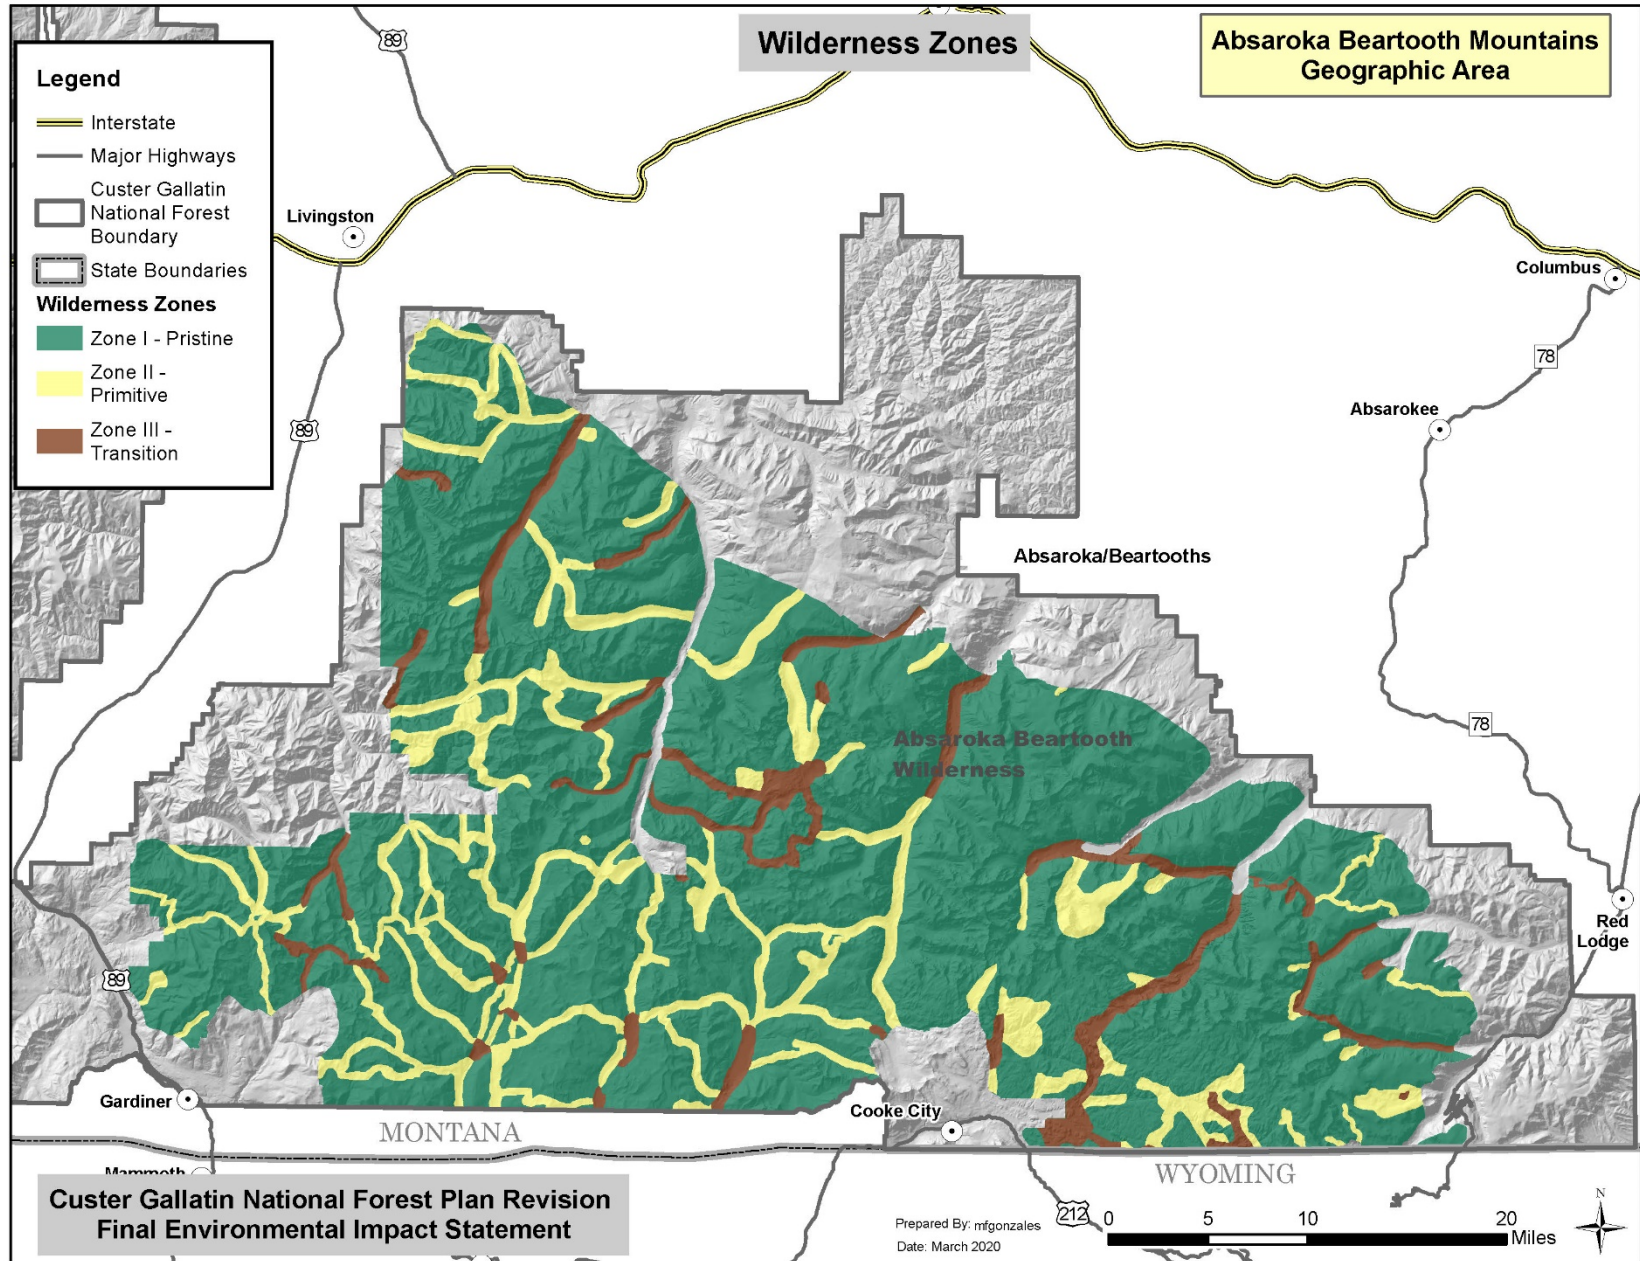 Wilderness Zones
Absaroka Beartooth Mountains
Geographic Area
Legend
Interstate
Major Highways
Custer Gallatin
National Forest
Boundary
State Boundaries
Wilderness Zones
Zone I - Pristine
Zone II -
Primitive
Zone III -
Transition
89
Livingston
89
Columbus
78
Absarokee
Absaroka/Beartooths
78
Absaroka Beartooth
Wilderness
Red
Lodge
89
Gardiner
Cooke City
MONTANA
WYOMING
Mammoth
212
Custer Gallatin National Forest Plan Revision
Final Environmental Impact Statement
Prepared By: mfgonzales
Date: March 2020
0 5 10 20
Miles
N